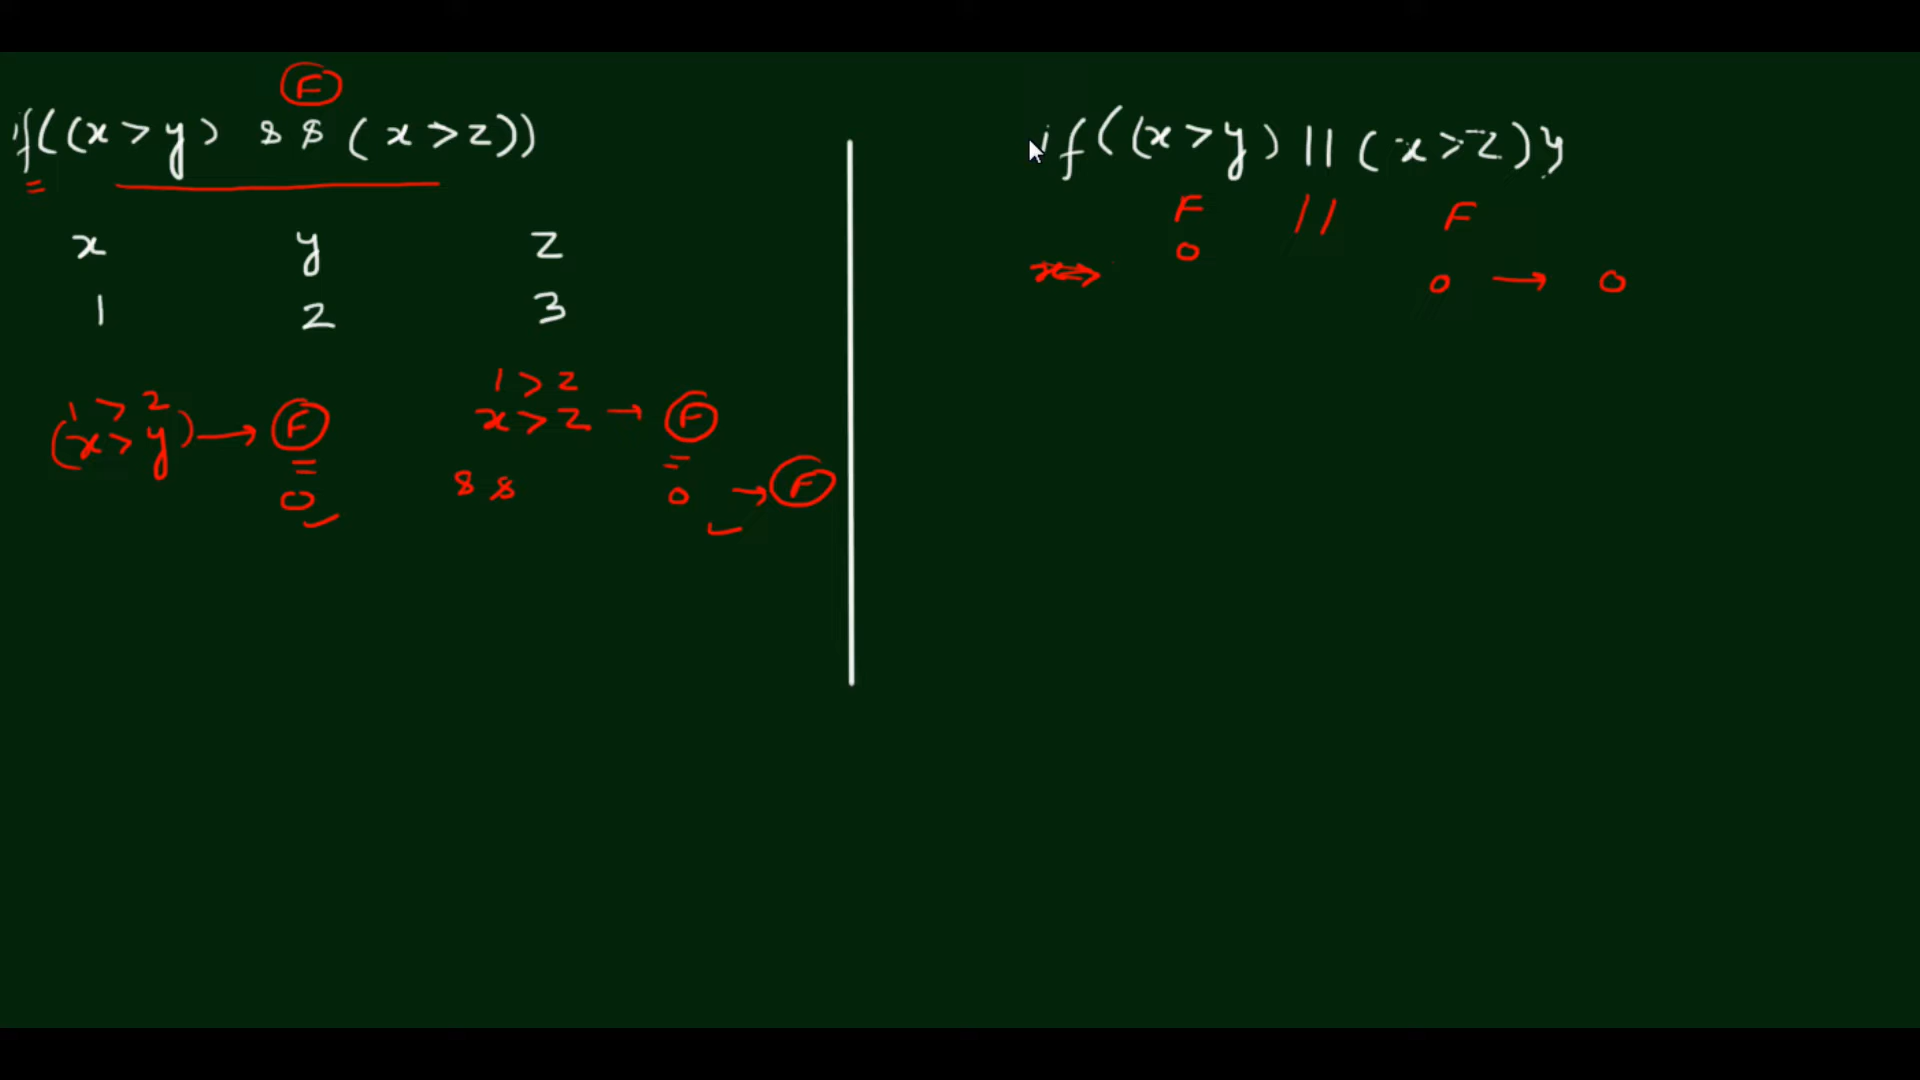 F
if((x>y) && (x>z))
=
x y z
1 2 3
1 > 2
(x>y) → F
=
0
1 > 2
x > z → F
=
&& 0 → F
if((x>y) || (x>z))
F || F
0
0 → 0